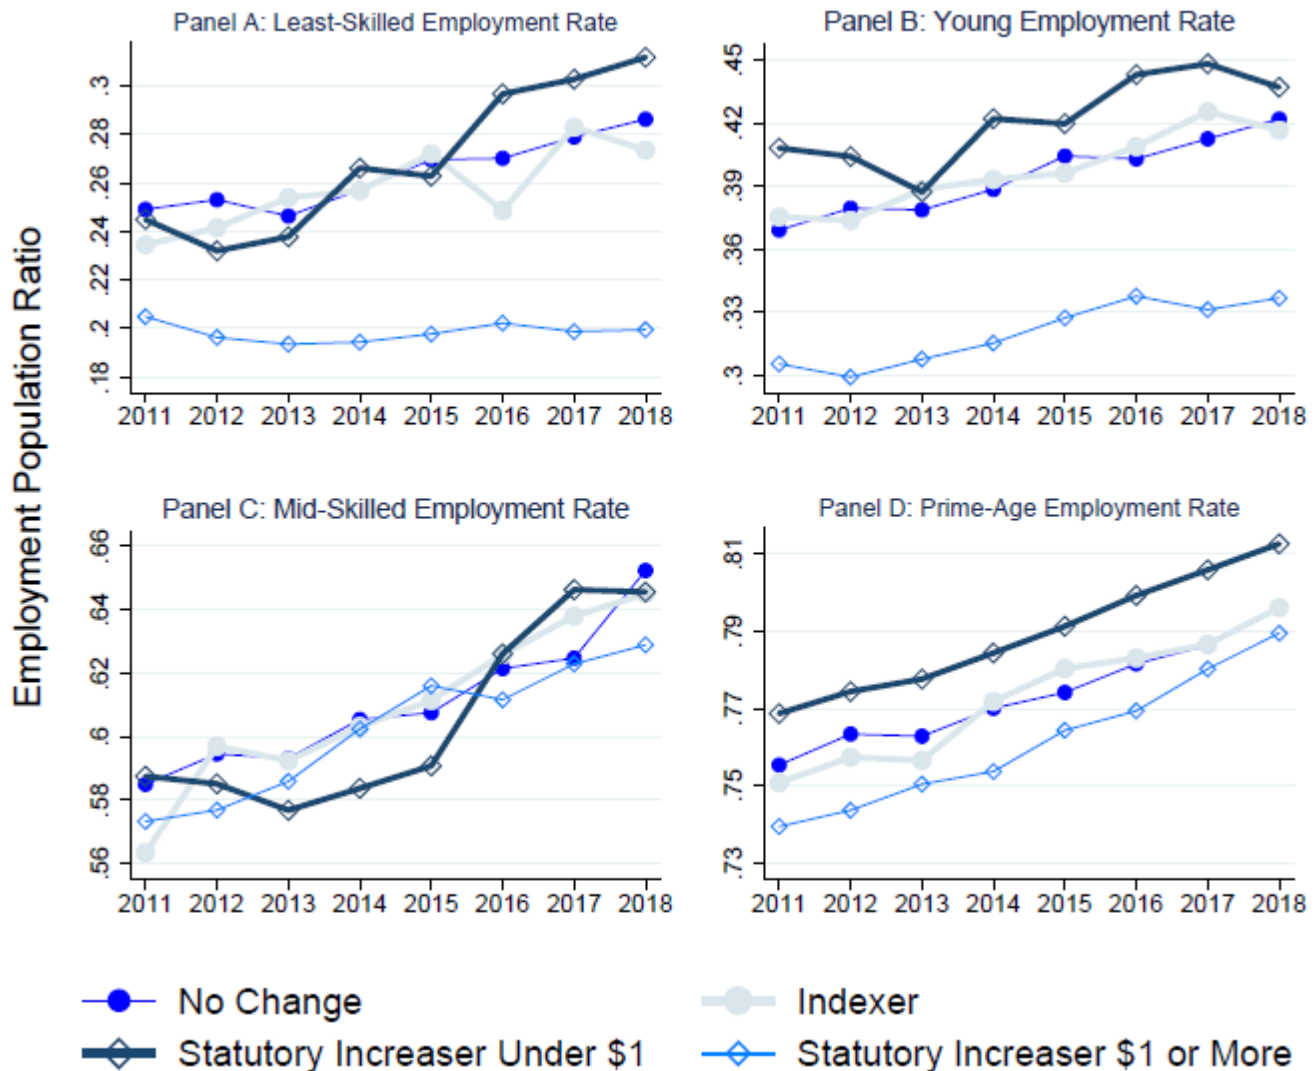 Panel A: Least-Skilled Employment Rate
.3
.28
.26
.24
.22
.2
.18
2011 2012 2013 2014 2015 2016 2017 2018
Panel B: Young Employment Rate
.45
.42
.39
.36
.33
.3
2011 2012 2013 2014 2015 2016 2017 2018
Employment Population Ratio
Panel C: Mid-Skilled Employment Rate
.66
.64
.62
.6
.58
.56
2011 2012 2013 2014 2015 2016 2017 2018
Panel D: Prime-Age Employment Rate
.81
.79
.77
.75
.73
2011 2012 2013 2014 2015 2016 2017 2018
No Change
Indexer
Statutory Increaser Under $1
Statutory Increaser $1 or More